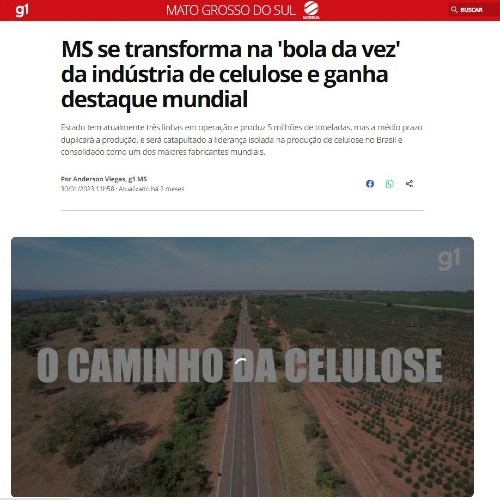 g1
MATO GROSSO DO SUL
MORENA
BUSCAR
MS se transforma na 'bola da vez'
da indústria de celulose e ganha
destaque mundial
Estado tem atualmente três linhas em operação e produz 5 milhões de toneladas, mas a médio prazo
duplicará a produção, e será catapultado a liderança isolada na produção de celulose no Brasil e
consolidado como um dos maiores fabricantes mundiais.
Por Anderson Viegas, g1 MS
30/01/2023 11h58 · Atualizado há 2 meses
g1
O CAMINHO DA CELULOSE